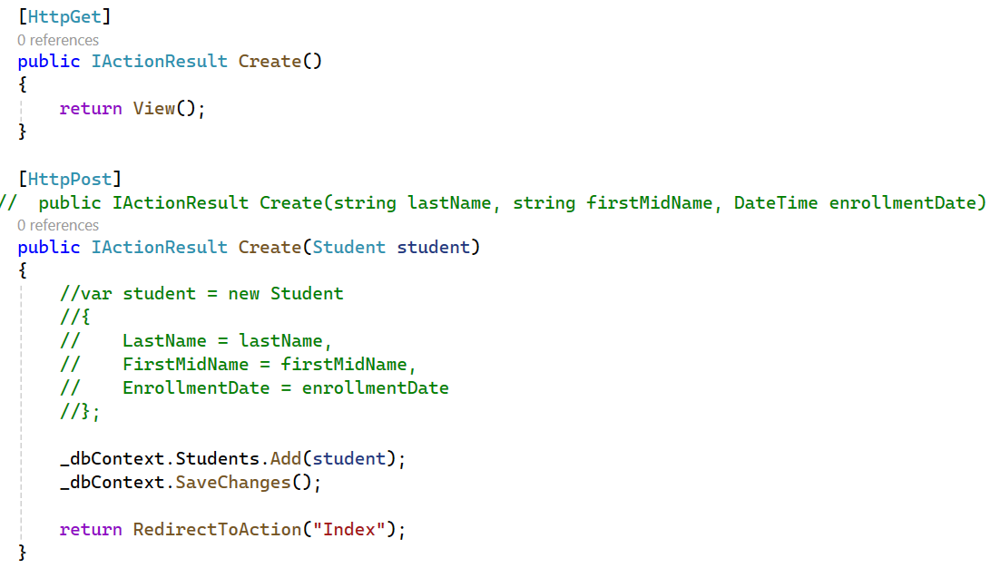 [HttpGet]
0 references
public IActionResult Create()
{
    return View();
}

[HttpPost]
//  public IActionResult Create(string lastName, string firstMidName, DateTime enrollmentDate)
0 references
public IActionResult Create(Student student)
{
    //var student = new Student
    //{
    //    LastName = lastName,
    //    FirstMidName = firstMidName,
    //    EnrollmentDate = enrollmentDate
    //};

    _dbContext.Students.Add(student);
    _dbContext.SaveChanges();

    return RedirectToAction("Index");
}